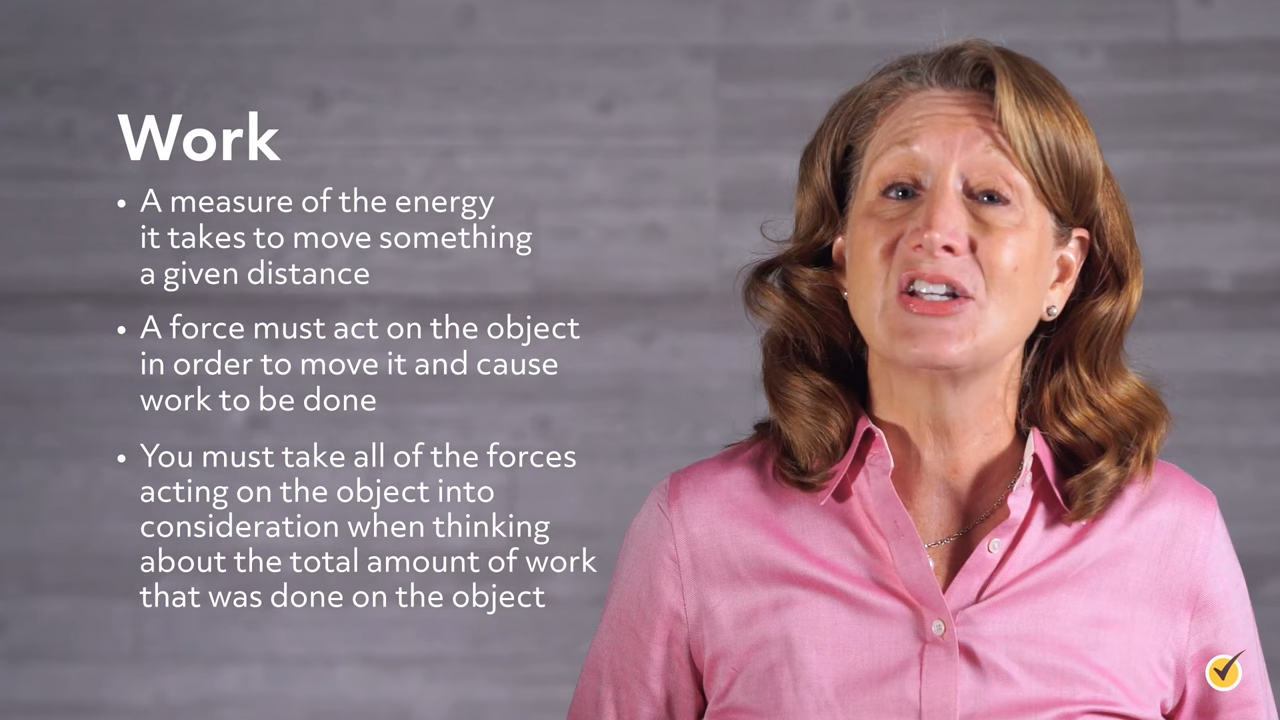 Work
• A measure of the energy
it takes to move something
a given distance
• A force must act on the object
in order to move it and cause
work to be done
• You must take all of the forces
acting on the object into
consideration when thinking
about the total amount of work
that was done on the object